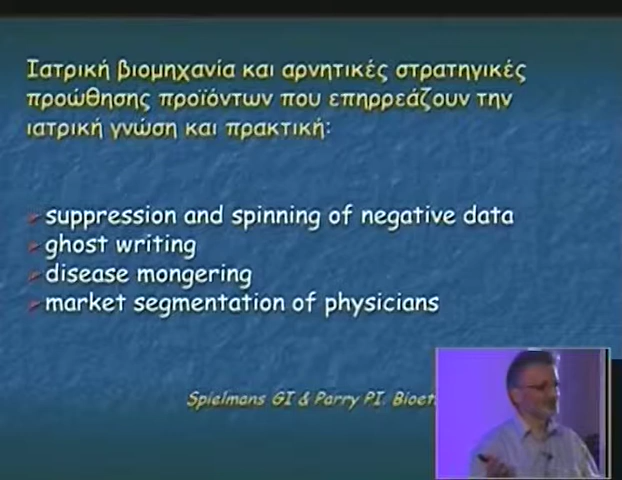 Ιατρική βιομηχανία και αρνητικές στρατηγικές
προώθησης προϊόντων που επηρρεάζουν την
ιατρική γνώση και πρακτική:
suppression and spinning of negative data
ghost writing
disease mongering
market segmentation of physicians
Spielmans GI & Parry PI. Bioet